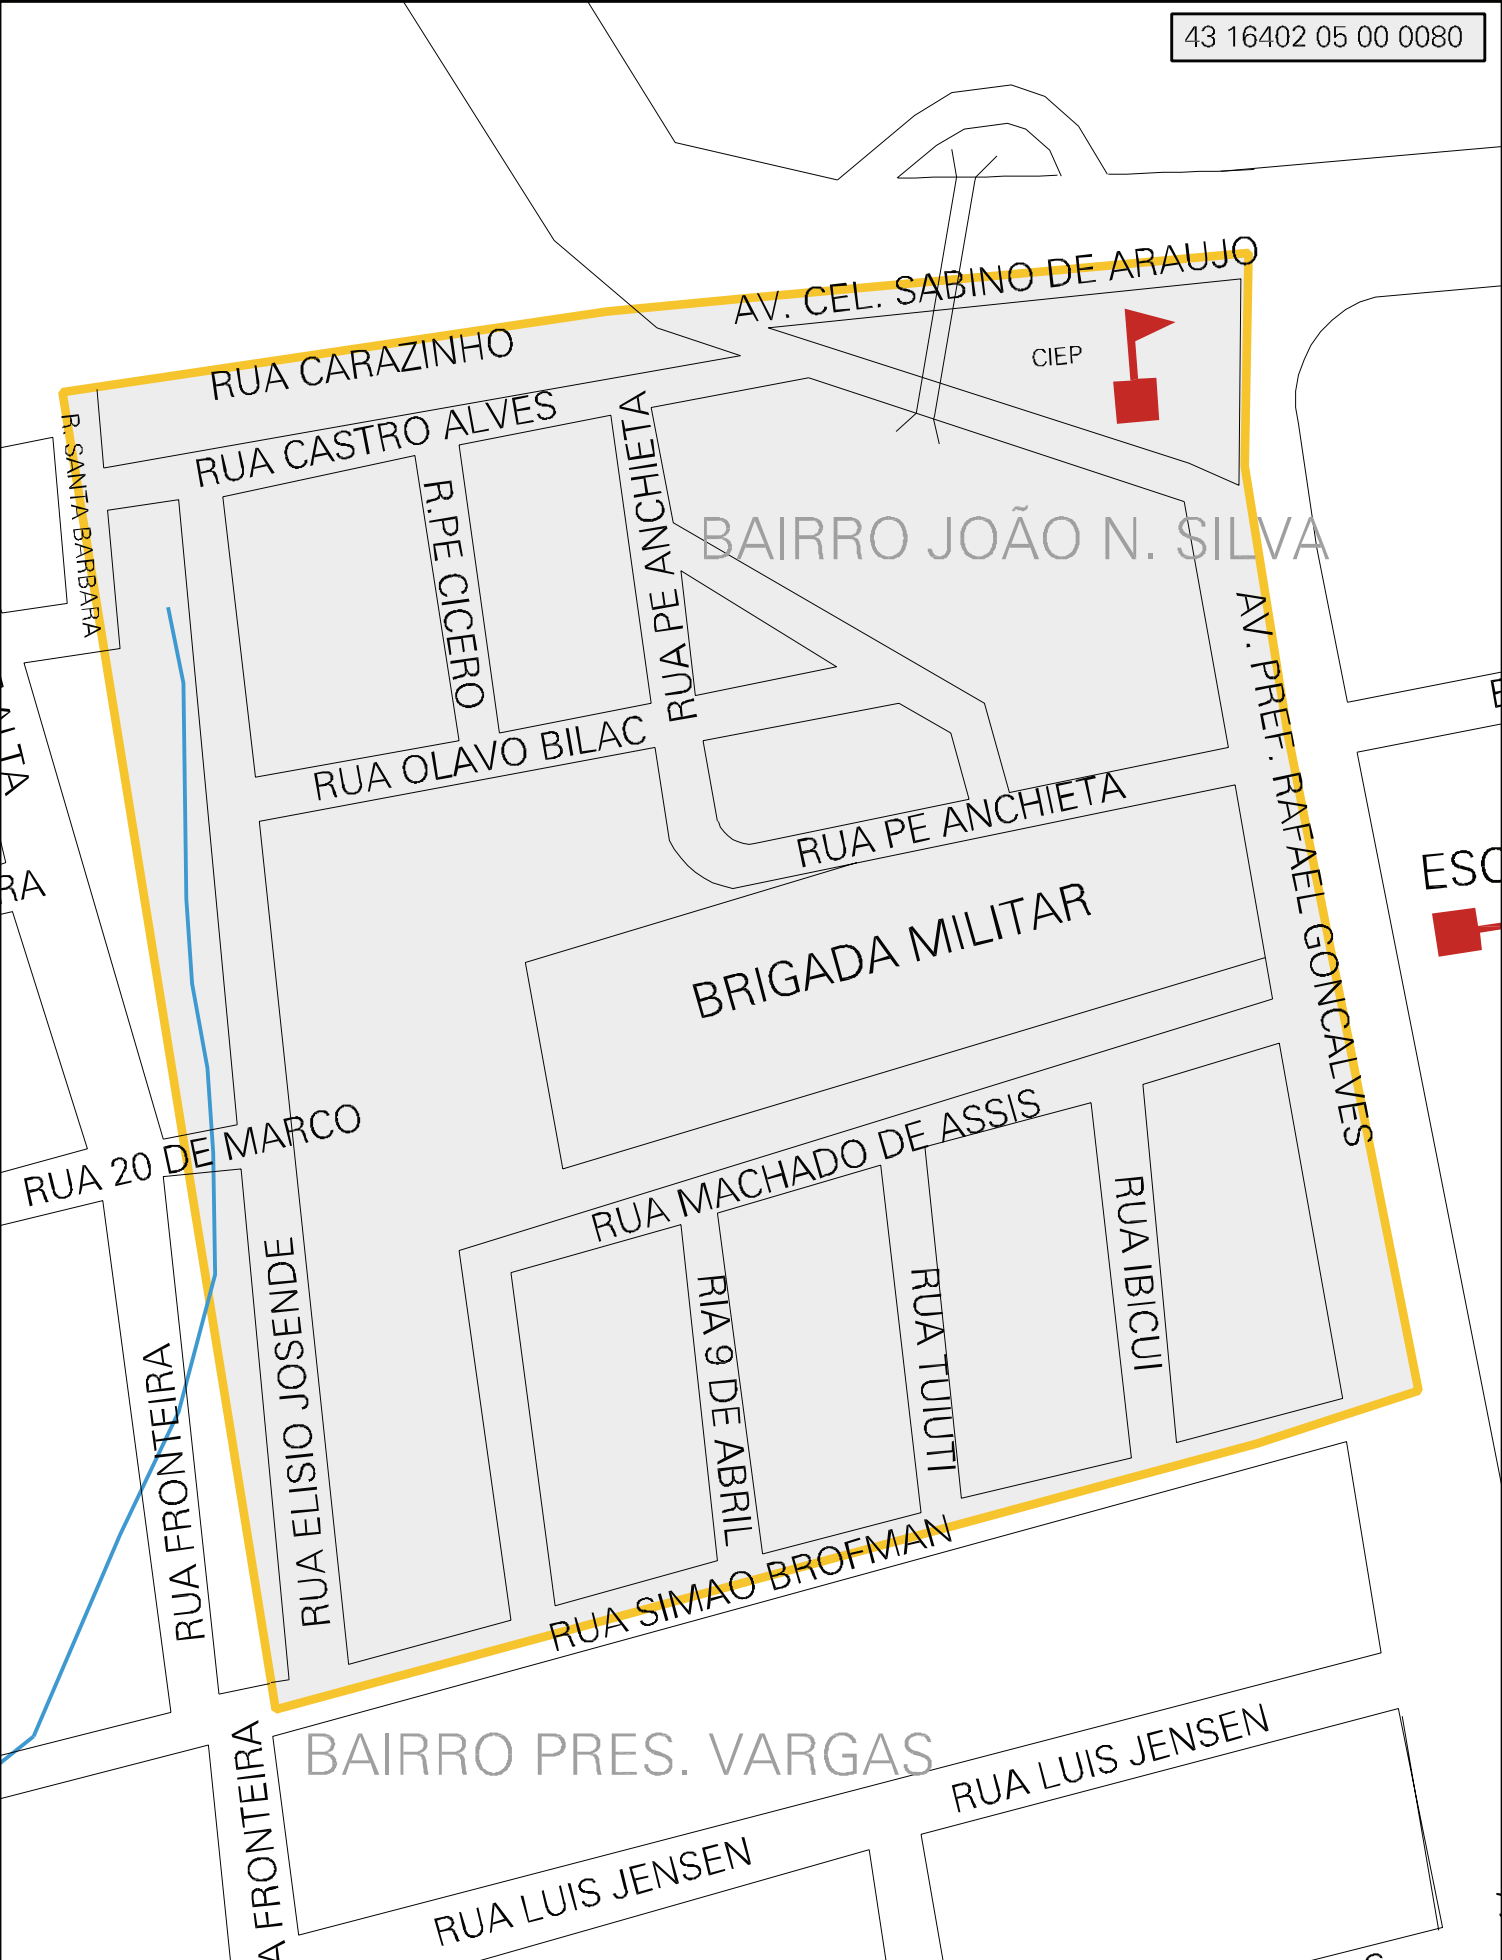 43 16402 05 00 0080
AV. CEL. SABINO DE ARAUJO
RUA CARAZINHO
CIEP
RUA CASTRO ALVES
R. SANTA BARBARA
R.PE CICERO
RUA PE ANCHIETA
BAIRRO JOÃO N. SILVA
AV. PREF. RAFAEL GONCALVES
RUA OLAVO BILAC
RUA PE ANCHIETA
ESC
BRIGADA MILITAR
RUA 20 DE MARCO
RUA MACHADO DE ASSIS
RUA IBICUI
RUA ELISIO JOSENDE
RIA 9 DE ABRIL
RUA TUIUTI
RUA FRONTEIRA
RUA SIMAO BROFMAN
BAIRRO PRES. VARGAS
A FRONTEIRA
RUA LUIS JENSEN
RUA LUIS JENSEN
ALTA
RA